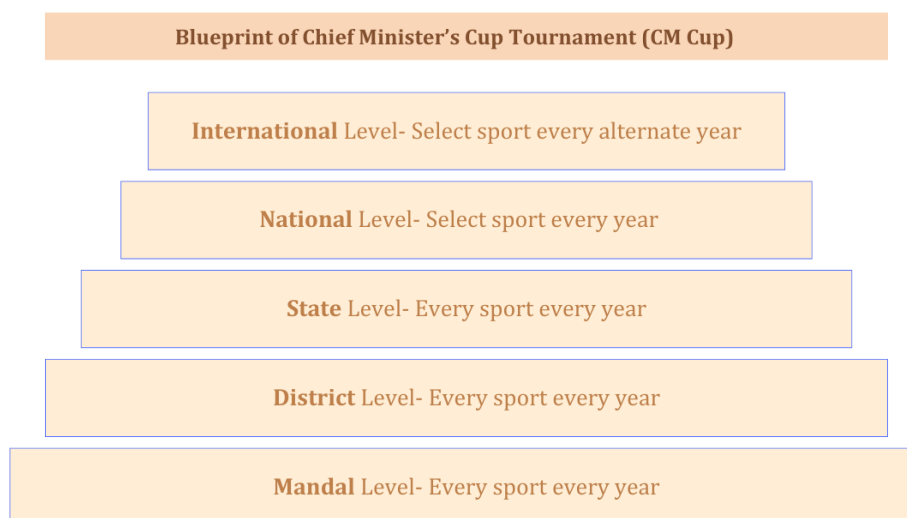 Blueprint of Chief Minister’s Cup Tournament (CM Cup)
International Level- Select sport every alternate year
National Level- Select sport every year
State Level- Every sport every year
District Level- Every sport every year
Mandal Level- Every sport every year